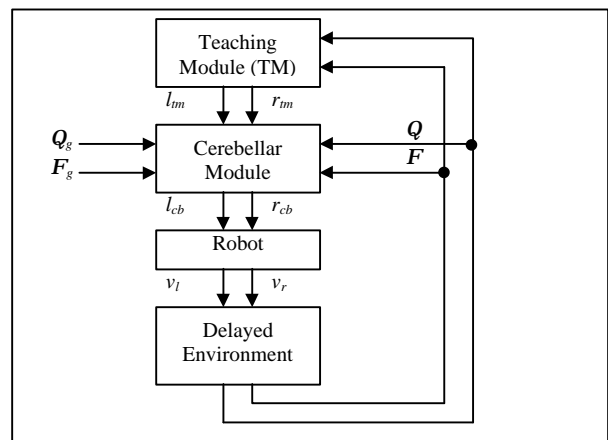 Teaching
Module (TM)
l_tm r_tm
Q_g Q
F_g F
Cerebellar
Module
l_cb r_cb
Robot
v_l v_r
Delayed
Environment